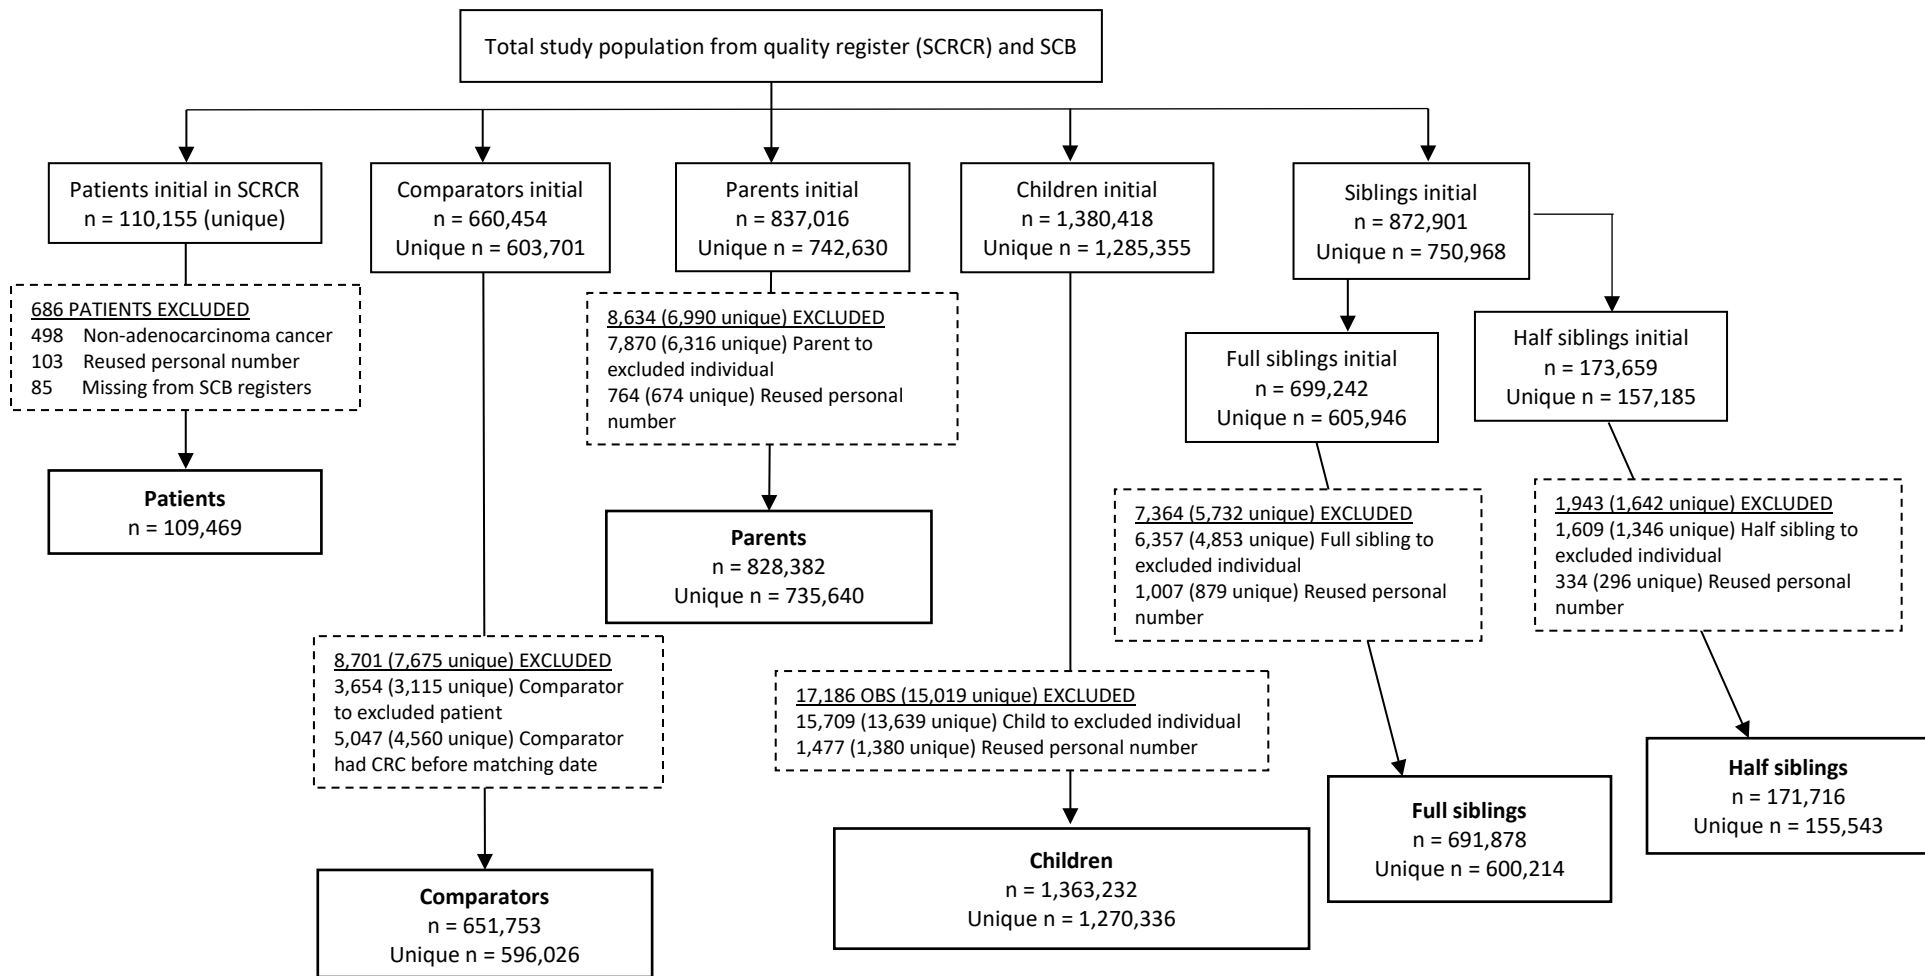 Total study population from quality register (SCRCR) and SCB
Patients initial in SCRCR
n = 110,155 (unique)
Comparators initial
n = 660,454
Unique n = 603,701
Parents initial
n = 837,016
Unique n = 742,630
Children initial
n = 1,380,418
Unique n = 1,285,355
Siblings initial
n = 872,901
Unique n = 750,968
686 PATIENTS EXCLUDED
498 Non-adenocarcinoma cancer
103 Reused personal number
85 Missing from SCB registers
8,634 (6,990 unique) EXCLUDED
7,870 (6,316 unique) Parent to
excluded individual
764 (674 unique) Reused personal
number
Full siblings initial
n = 699,242
Unique n = 605,946
Half siblings initial
n = 173,659
Unique n = 157,185
Patients
n = 109,469
Parents
n = 828,382
Unique n = 735,640
7,364 (5,732 unique) EXCLUDED
6,357 (4,853 unique) Full sibling to
excluded individual
1,007 (879 unique) Reused personal
number
1,943 (1,642 unique) EXCLUDED
1,609 (1,346 unique) Half sibling to
excluded individual
334 (296 unique) Reused personal
number
8,701 (7,675 unique) EXCLUDED
3,654 (3,115 unique) Comparator
to excluded patient
5,047 (4,560 unique) Comparator
had CRC before matching date
17,186 OBS (15,019 unique) EXCLUDED
15,709 (13,639 unique) Child to excluded individual
1,477 (1,380 unique) Reused personal number
Comparators
n = 651,753
Unique n = 596,026
Children
n = 1,363,232
Unique n = 1,270,336
Full siblings
n = 691,878
Unique n = 600,214
Half siblings
n = 171,716
Unique n = 155,543